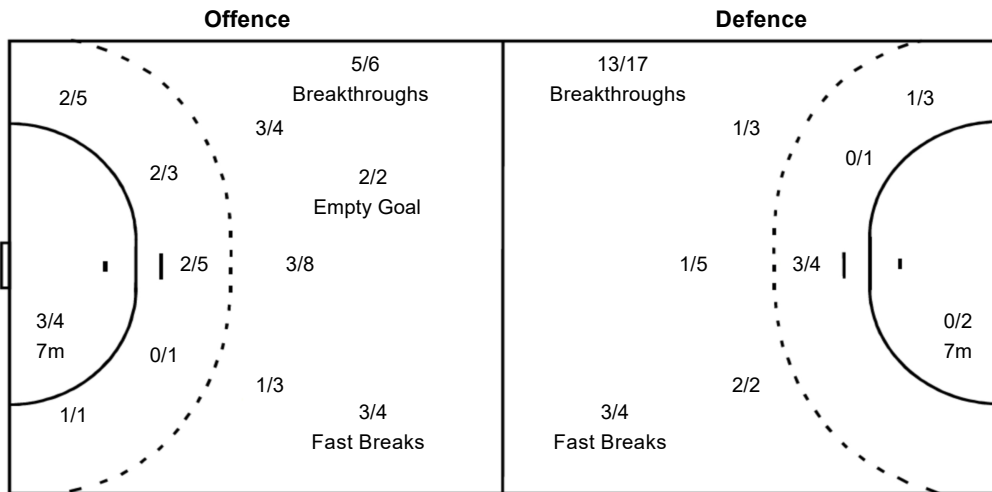 Offence
Defence
5/6
Breakthroughs
13/17
Breakthroughs
2/5
1/3
3/4
1/3
2/3
0/1
2/2
Empty Goal
2/5
3/8
1/5
3/4
3/4
7m
0/2
7m
0/1
1/3
2/2
1/1
3/4
Fast Breaks
3/4
Fast Breaks